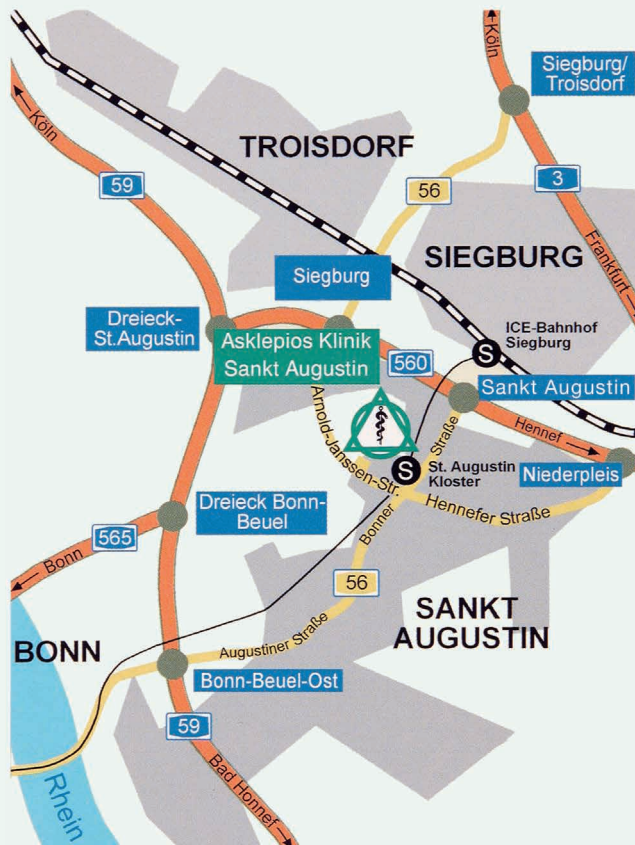 Köln
Siegburg/
Troisdorf
Köln
TROISDORF
59
56
3
SIEGBURG
Frankfurt
Siegburg
Dreieck-
St.Augustin
ICE-Bahnhof
Siegburg
S
Asklepios Klinik
Sankt Augustin
560
Sankt Augustin
Arnold-Janssen-Str.
Straße
Hennef
S
St. Augustin
Kloster
Niederpleis
Dreieck Bonn-
Beuel
Hennefer Straße
Bonner
565
Bonn
56
SANKT
AUGUSTIN
BONN
Augustiner Straße
Bonn-Beuel-Ost
59
Bad Honnef
Rhein